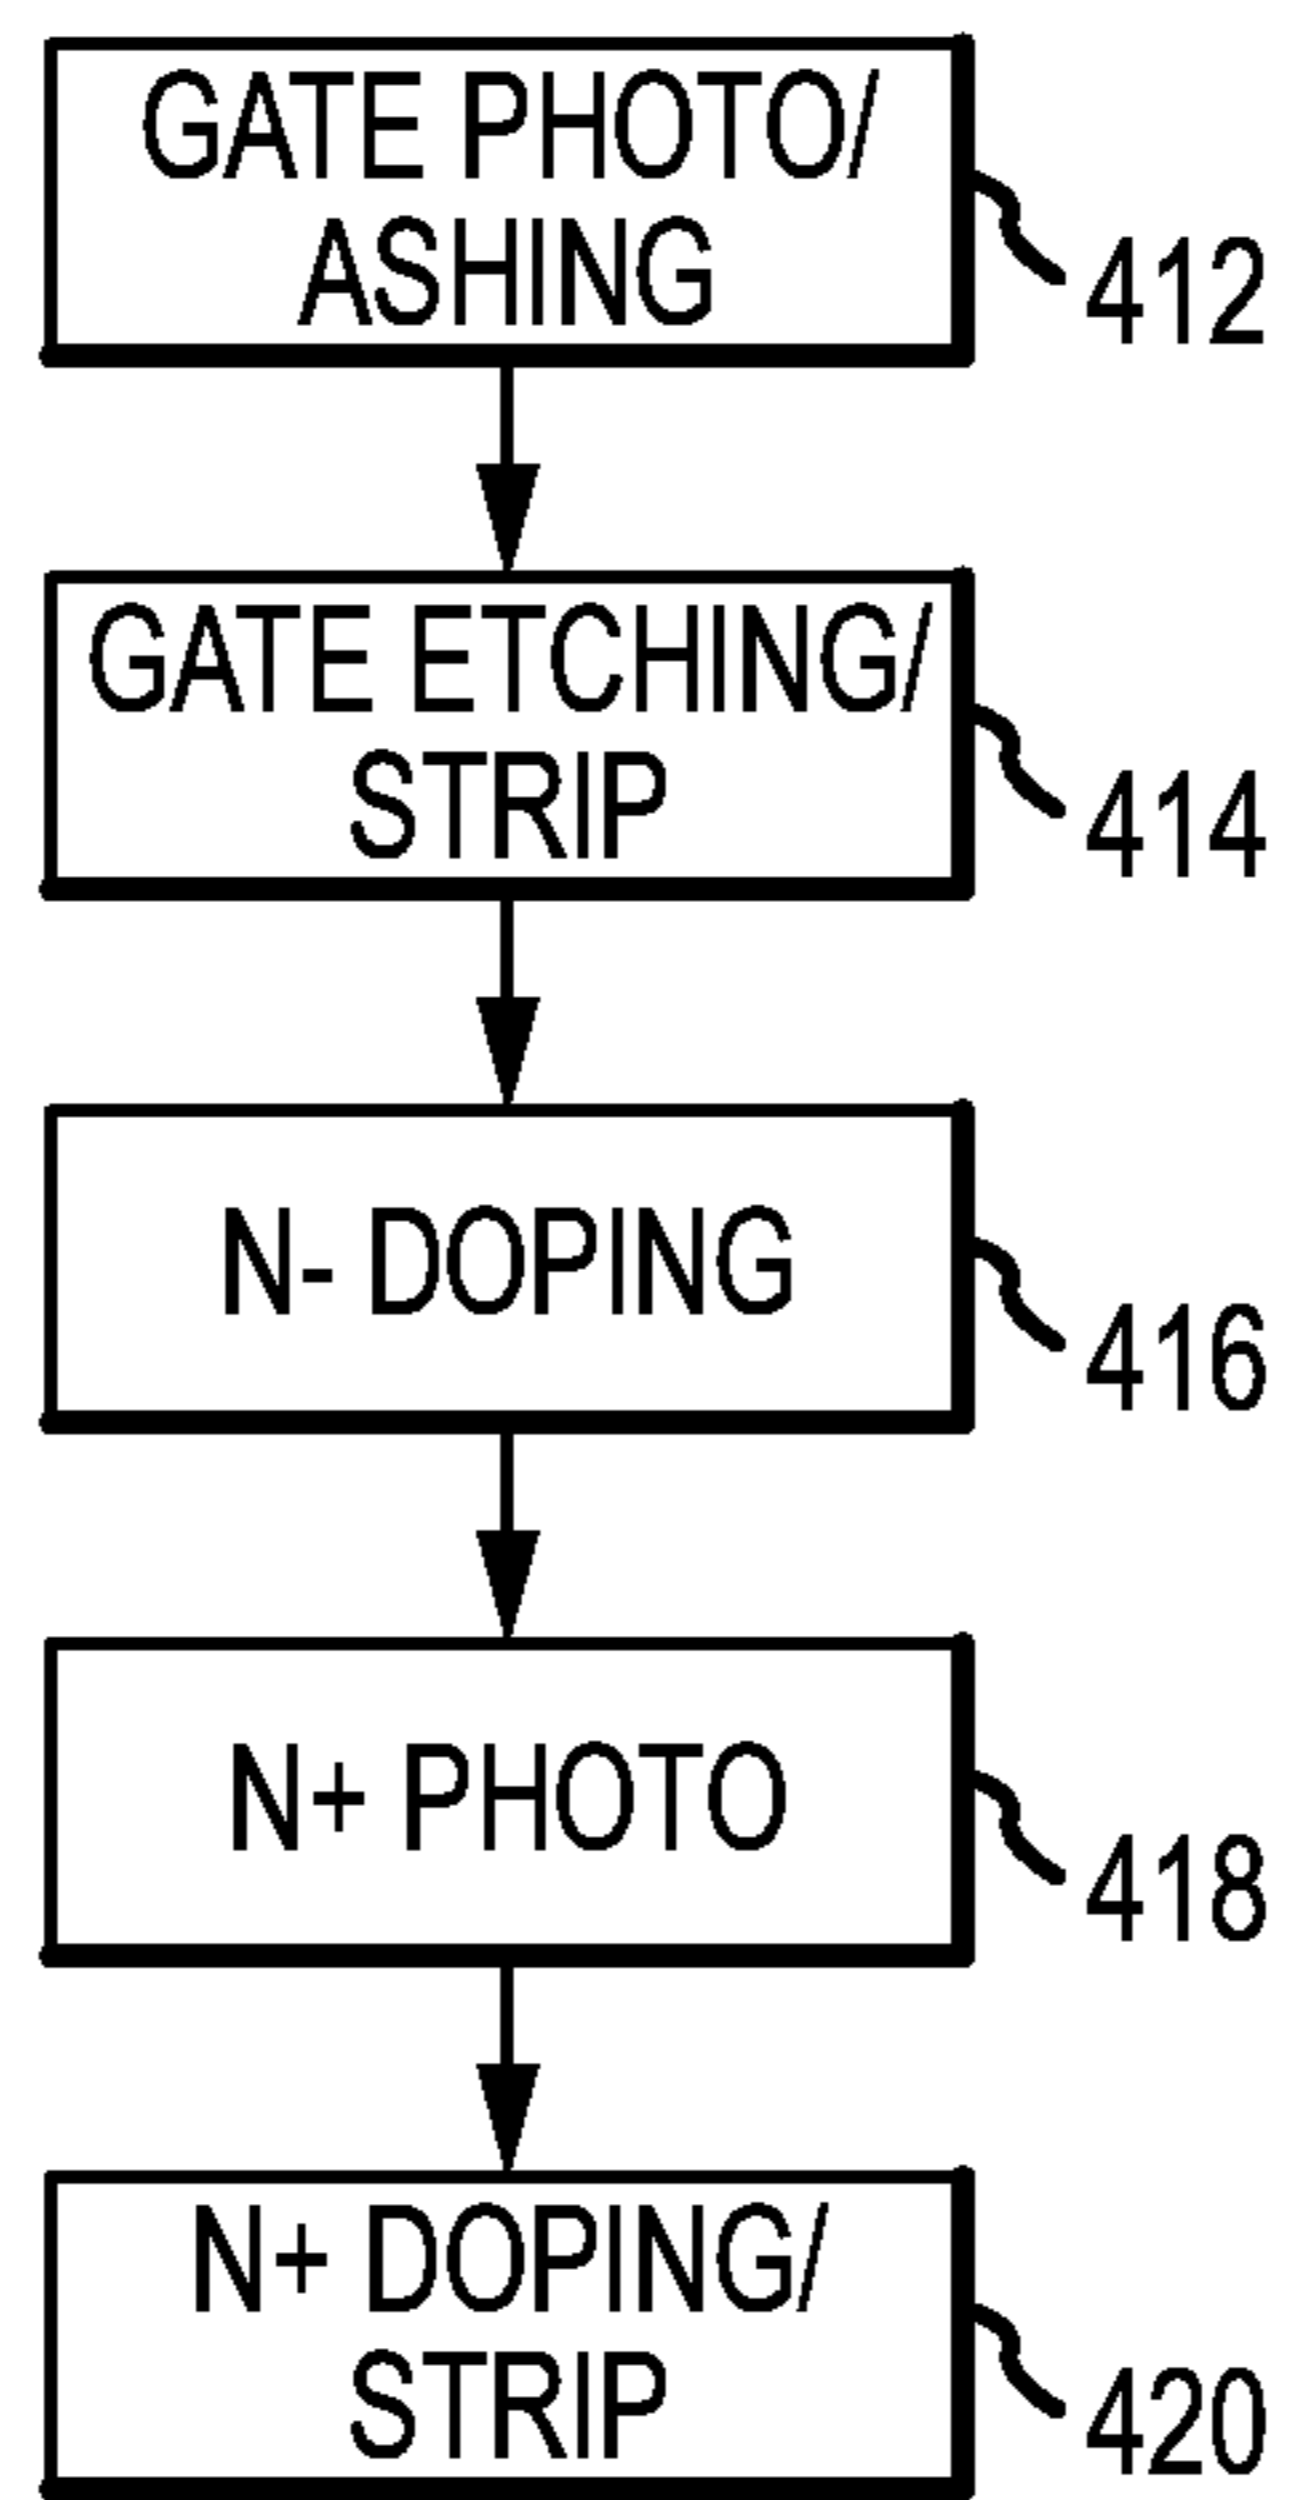 GATE PHOTO/
ASHING
412
GATE ETCHING/
STRIP
414
N- DOPING
416
N+ PHOTO
418
N+ DOPING/
STRIP
420